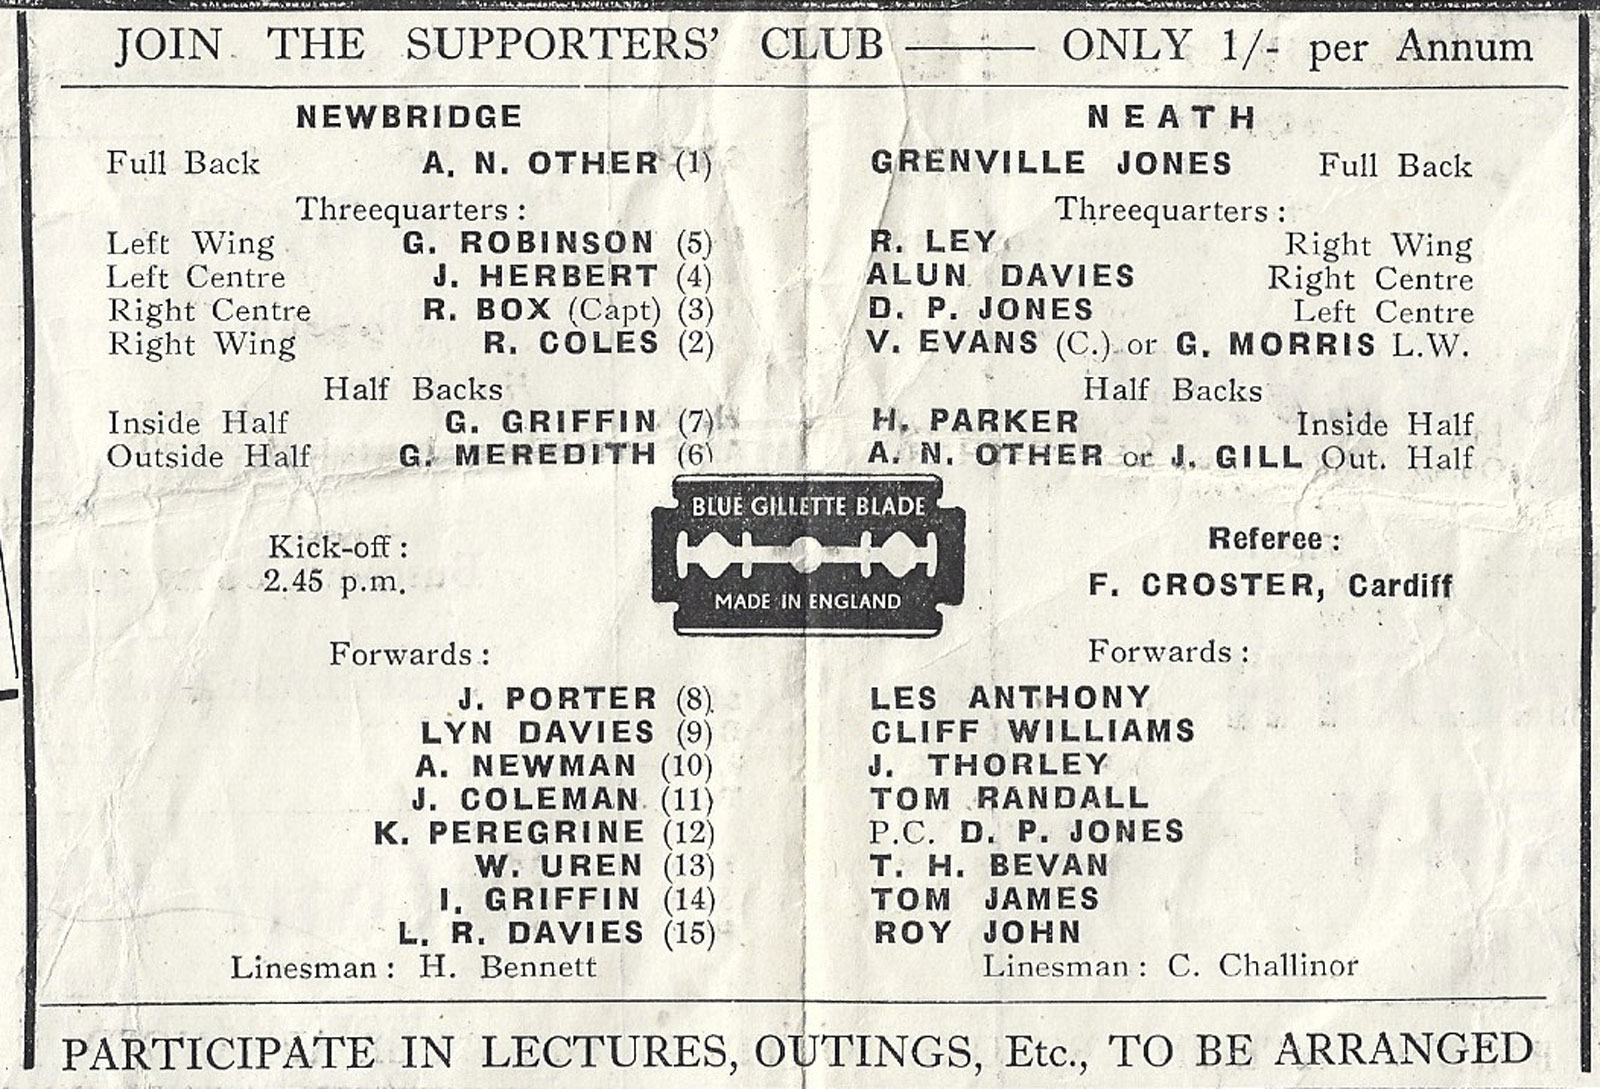 JOIN THE SUPPORTERS' CLUB —— ONLY 1/- per Annum
NEWBRIDGE
Full Back A. N. OTHER (1)
Threequarters :
Left Wing G. ROBINSON (5)
Left Centre J. HERBERT (4)
Right Centre R. BOX (Capt) (3)
Right Wing R. COLES (2)
Half Backs
Inside Half G. GRIFFIN (7)
Outside Half G. MEREDITH (6)
NEATH
GRENVILLE JONES Full Back
Threequarters :
R. LEY Right Wing
ALUN DAVIES Right Centre
D. P. JONES Left Centre
V. EVANS (C.) or G. MORRIS L.W.
Half Backs
H. PARKER Inside Half
A. N. OTHER or J. GILL Out. Half
Kick-off :
2.45 p.m.
BLUE GILLETTE BLADE
MADE IN ENGLAND
Referee :
F. CROSTER, Cardiff
Forwards :
J. PORTER (8)
LYN DAVIES (9)
A. NEWMAN (10)
J. COLEMAN (11)
K. PEREGRINE (12)
W. UREN (13)
I. GRIFFIN (14)
L. R. DAVIES (15)
Linesman : H. Bennett
Forwards :
LES ANTHONY
CLIFF WILLIAMS
J. THORLEY
TOM RANDALL
P.C. D. P. JONES
T. H. BEVAN
TOM JAMES
ROY JOHN
Linesman : C. Challinor
PARTICIPATE IN LECTURES, OUTINGS, Etc., TO BE ARRANGED